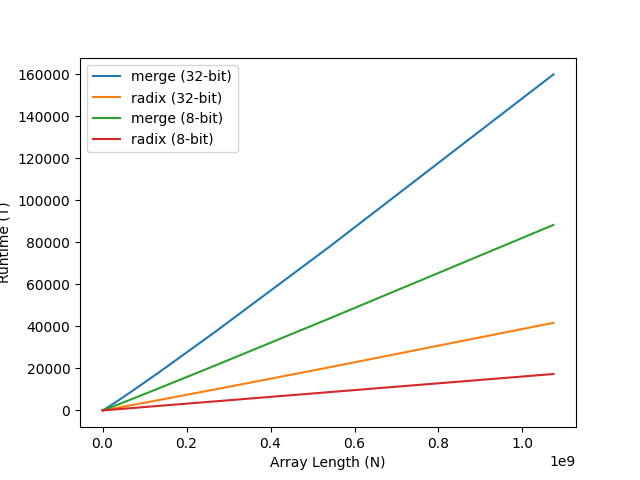 merge (32-bit)
radix (32-bit)
merge (8-bit)
radix (8-bit)
160000
140000
120000
100000
80000
60000
40000
20000
0
Runtime (T)
0.0 0.2 0.4 0.6 0.8 1.0
1e9
Array Length (N)